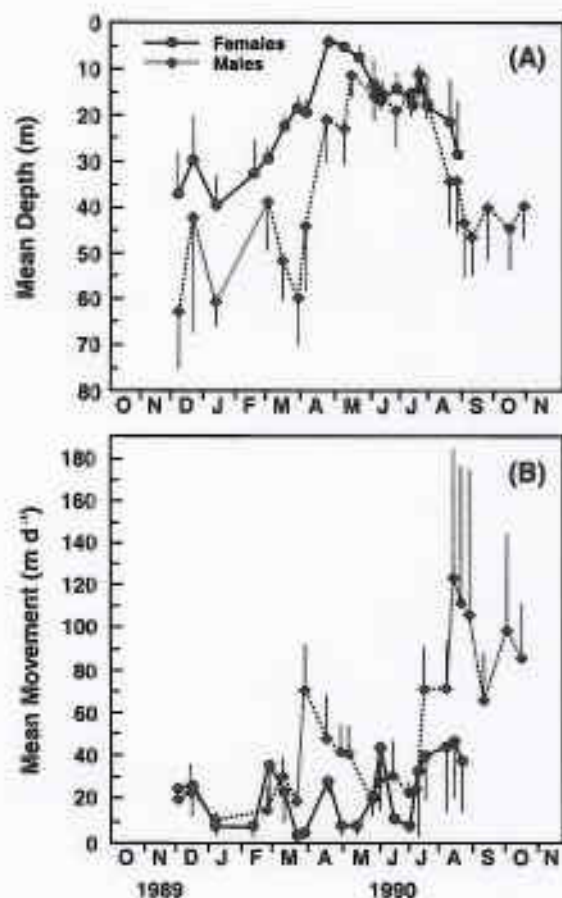 0
10
20
30
40
50
60
70
80
Mean Depth (m)
Females
Males
(A)
O N D J F M A M J J A S O N
180
160
140
120
100
80
60
40
20
0
Mean Movement (m d⁻¹)
(B)
O N D J F M A M J J A S O N
1989 1990